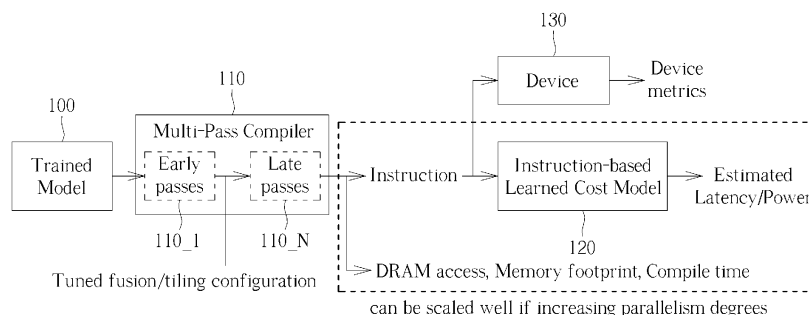 130
110
Device
Device
metrics
100
Multi-Pass Compiler
Trained
Model
Early
passes
Late
passes
Instruction
Instruction-based
Learned Cost Model
Estimated
Latency/Power
110_1
110_N
120
Tuned fusion/tiling configuration
DRAM access, Memory footprint, Compile time
can be scaled well if increasing parallelism degrees